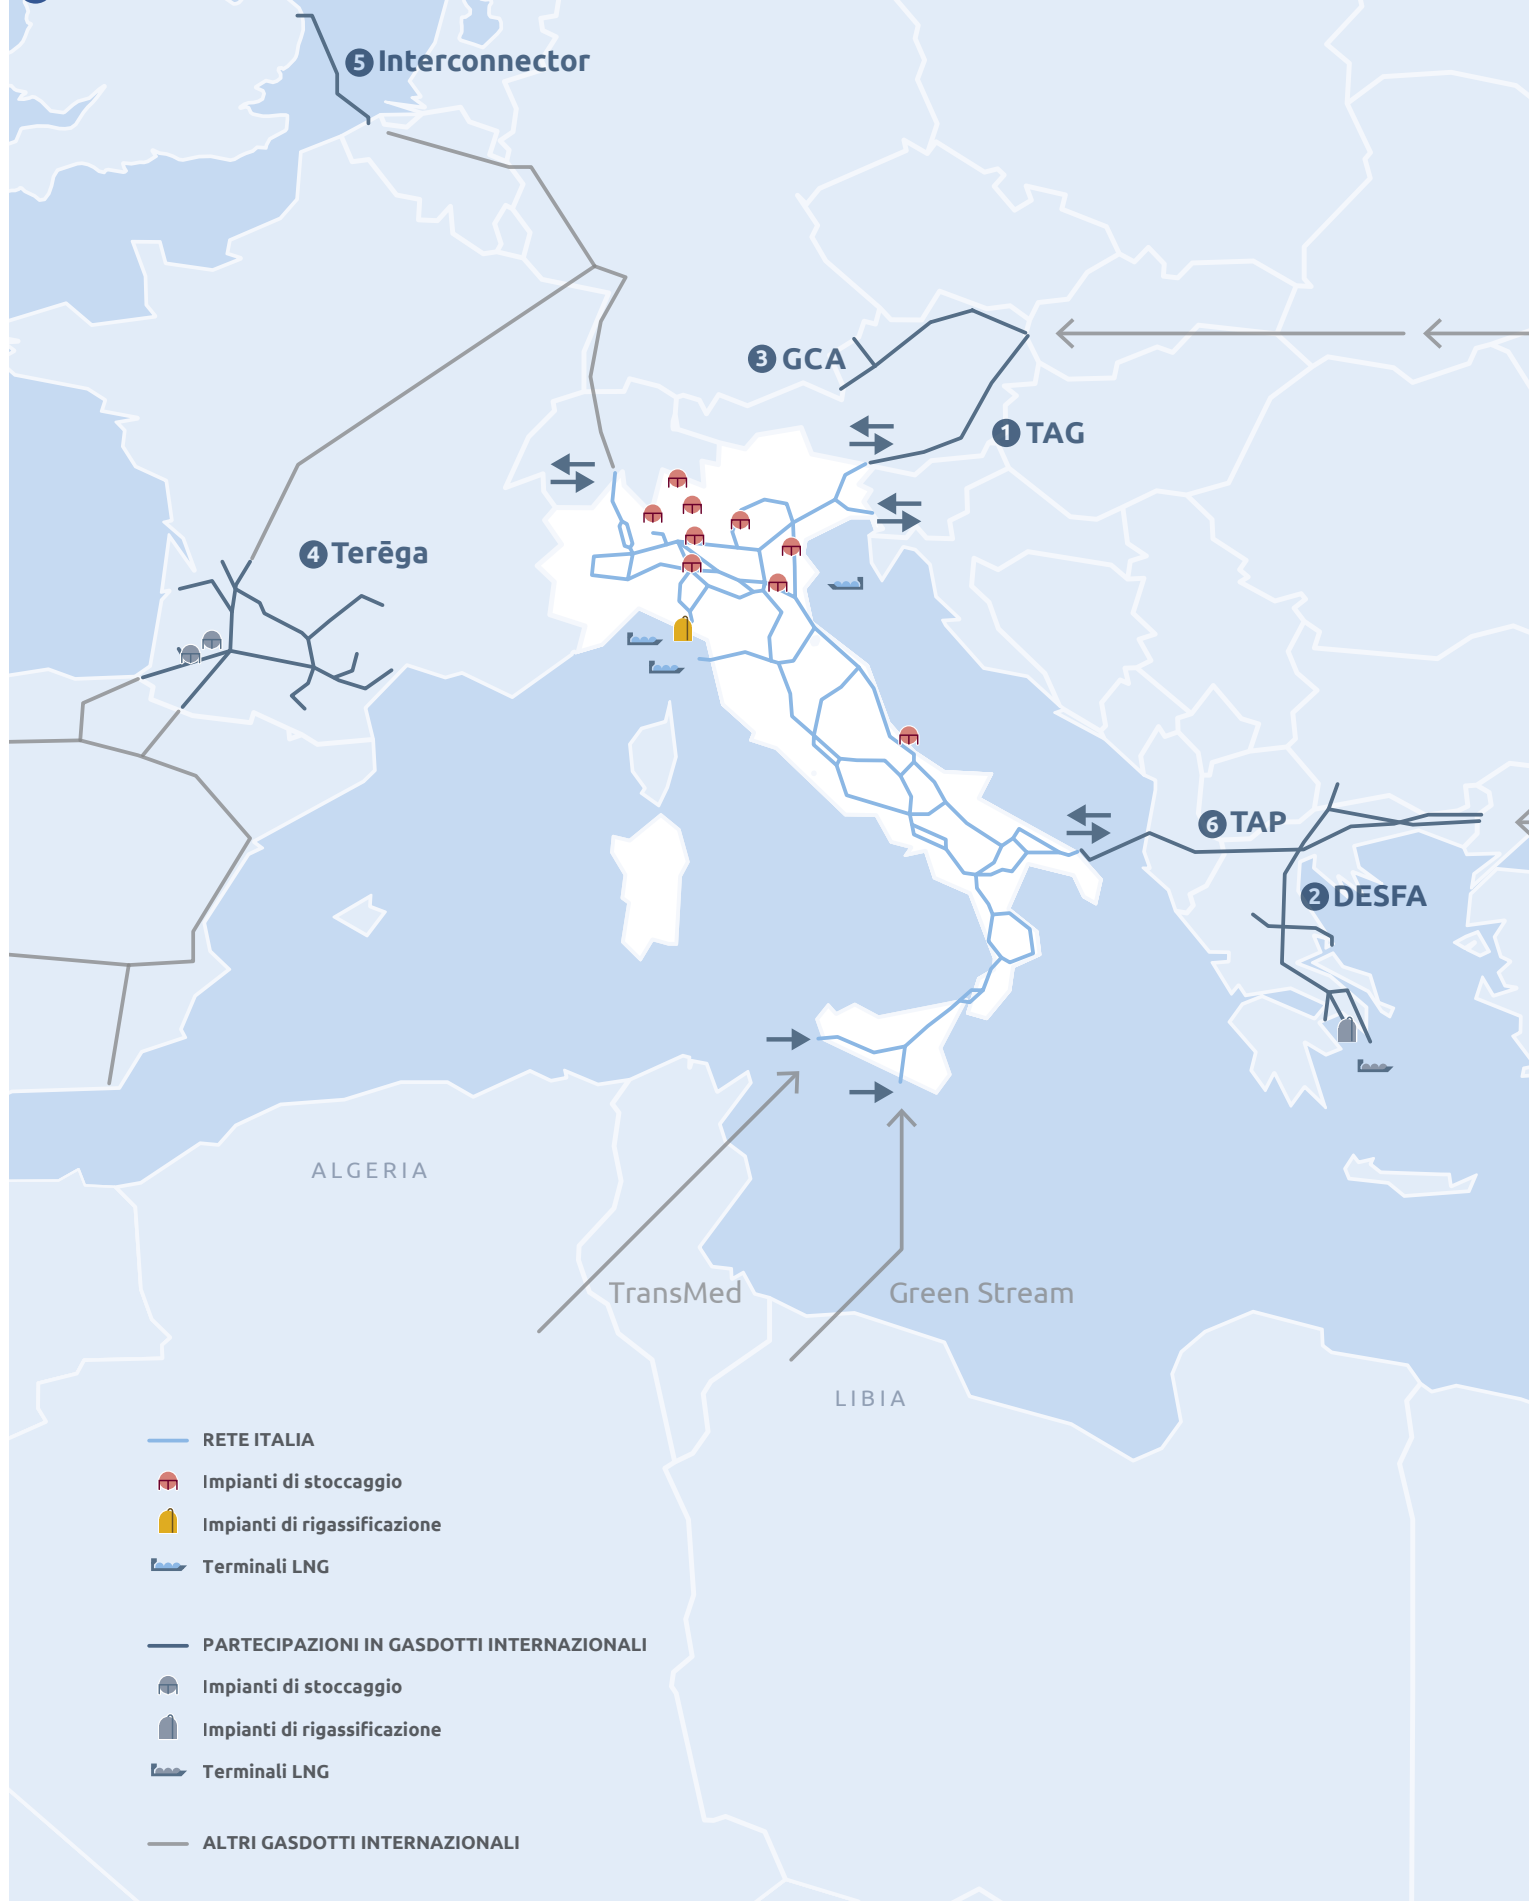 5 Interconnector
3 GCA
1 TAG
4 Terēga
6 TAP
2 DESFA
ALGERIA
TransMed
Green Stream
LIBIA
RETE ITALIA
Impianti di stoccaggio
Impianti di rigassificazione
Terminali LNG
PARTECIPAZIONI IN GASDOTTI INTERNAZIONALI
Impianti di stoccaggio
Impianti di rigassificazione
Terminali LNG
ALTRI GASDOTTI INTERNAZIONALI